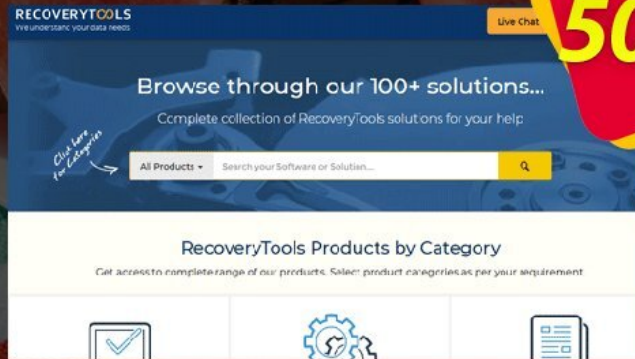 RECOVERYTOOLS
We understand your data needs
Live Chat
50
Browse through our 100+ solutions...
Complete collection of RecoveryTools solutions for your help
Click here
for Categories
All Products
Search your Software or Solution...
RecoveryTools Products by Category
Get access to complete range of our products. Select product categories as per your requirement